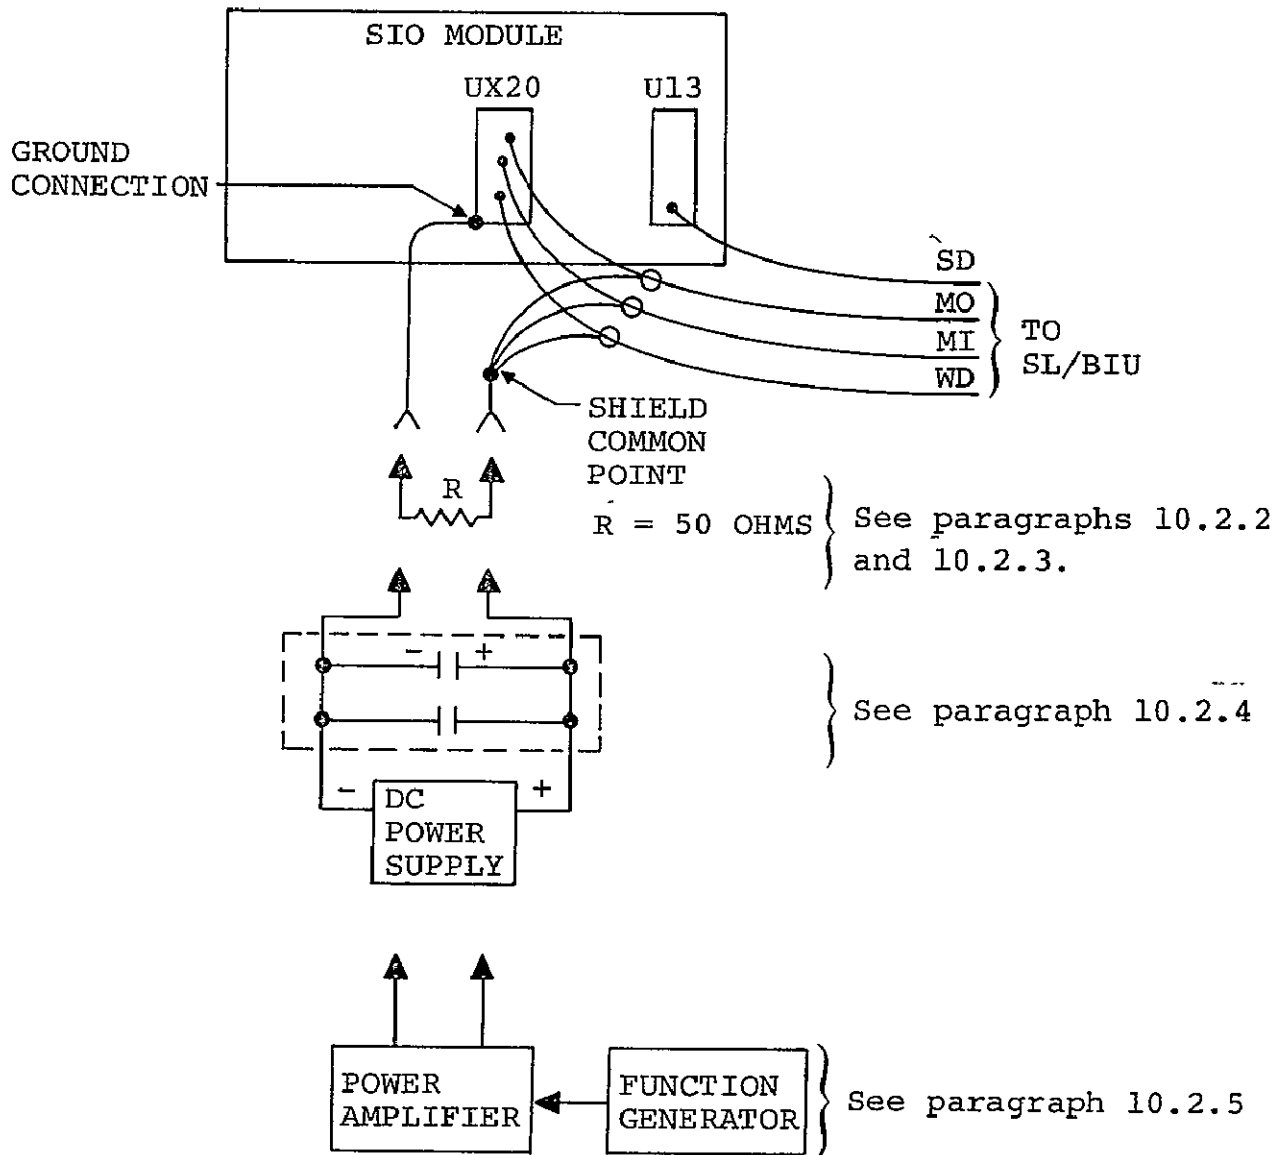 SIO MODULE
UX20
U13
GROUND
CONNECTION
SD
MO
MI
WD
TO
SL/BIU
SHIELD
COMMON
POINT
R
R = 50 OHMS
See paragraphs 10.2.2
and 10.2.3.
- +
See paragraph 10.2.4
- +
DC
POWER
SUPPLY
POWER
AMPLIFIER
FUNCTION
GENERATOR
See paragraph 10.2.5